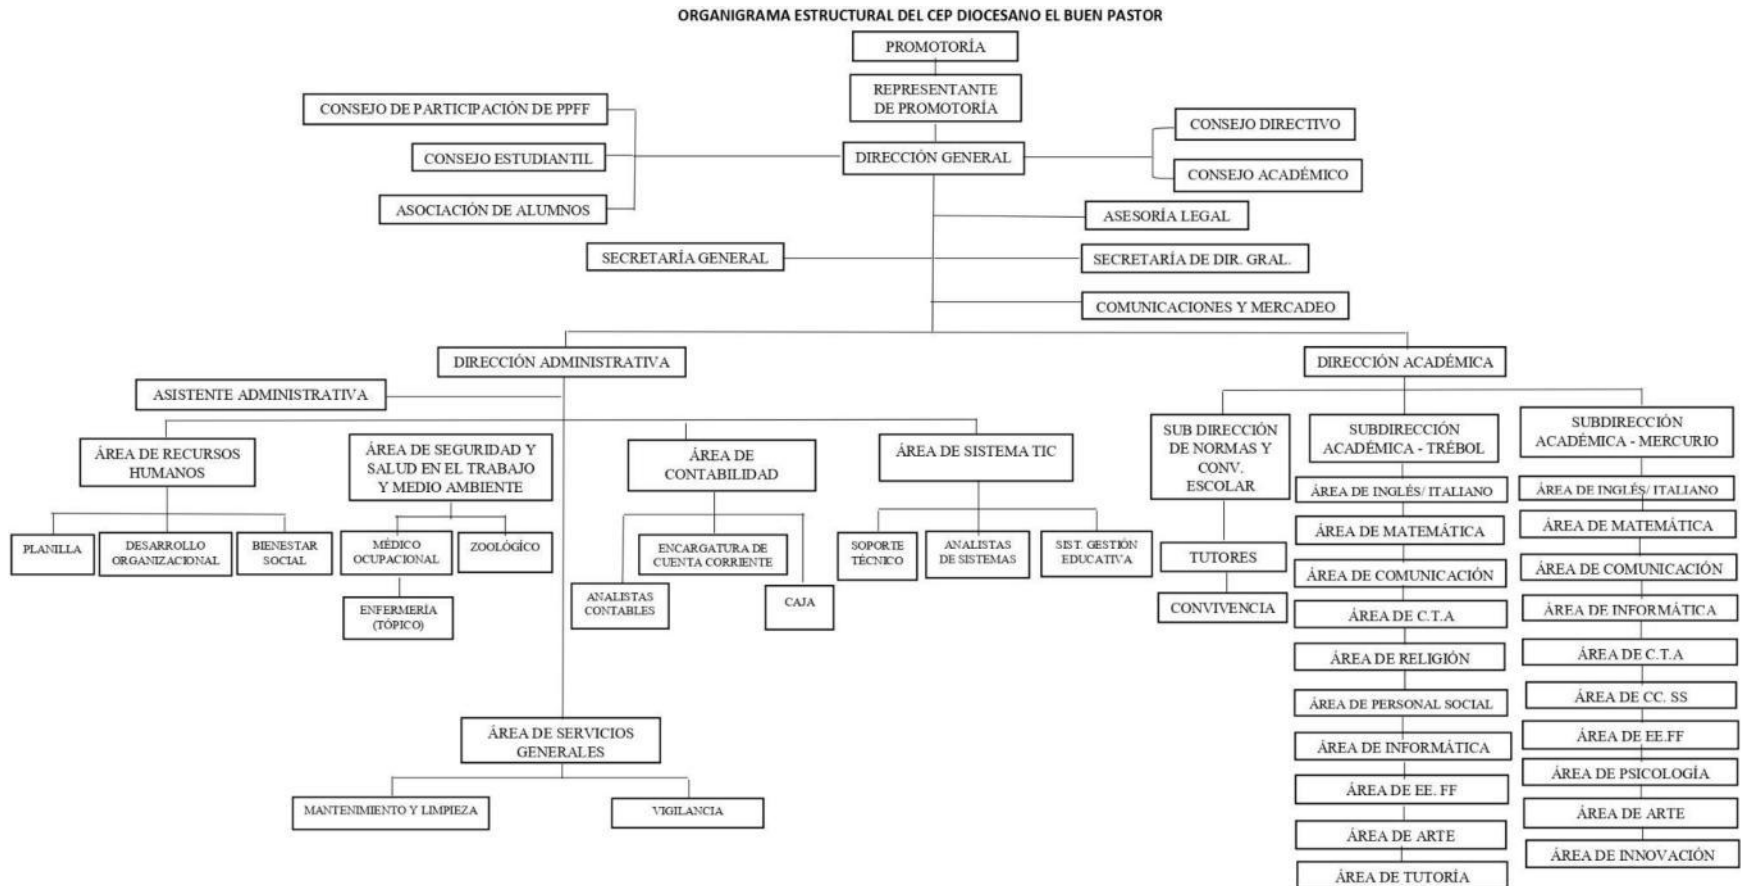 ORGANIGRAMA ESTRUCTURAL DEL CEP DIOCESANO EL BUEN PASTOR
PROMOTORÍA
REPRESENTANTE
DE PROMOTORÍA
CONSEJO DE PARTICIPACIÓN DE PPFF
CONSEJO DIRECTIVO
CONSEJO ESTUDIANTIL
DIRECCIÓN GENERAL
CONSEJO ACADÉMICO
ASOCIACIÓN DE ALUMNOS
ASESORÍA LEGAL
SECRETARÍA GENERAL
SECRETARÍA DE DIR. GRAL.
COMUNICACIONES Y MERCADEO
DIRECCIÓN ADMINISTRATIVA
DIRECCIÓN ACADÉMICA
ASISTENTE ADMINISTRATIVA
ÁREA DE RECURSOS
HUMANOS
ÁREA DE SEGURIDAD Y
SALUD EN EL TRABAJO
Y MEDIO AMBIENTE
ÁREA DE
CONTABILIDAD
ÁREA DE SISTEMA TIC
PLANILLA
DESARROLLO
ORGANIZACIONAL
BIENESTAR
SOCIAL
MÉDICO
OCUPACIONAL
ZOOLÓGÍCO
ENFERMERÍA
(TÓPICO)
ANALISTAS
CONTABLES
ENCARGATURA DE
CUENTA CORRIENTE
CAJA
SOPORTE
TÉCNICO
ANALISTAS
DE SISTEMAS
SIST. GESTIÓN
EDUCATIVA
ÁREA DE SERVICIOS
GENERALES
MANTENIMIENTO Y LIMPIEZA
VIGILANCIA
SUB DIRECCIÓN
DE NORMAS Y
CONV.
ESCOLAR
TUTORES
CONVIVENCIA
SUBDIRECCIÓN
ACADÉMICA - TRÉBOL
ÁREA DE INGLÉS/ ITALIANO
ÁREA DE MATEMÁTICA
ÁREA DE COMUNICACIÓN
ÁREA DE C.T.A
ÁREA DE RELIGIÓN
ÁREA DE PERSONAL SOCIAL
ÁREA DE INFORMÁTICA
ÁREA DE EE. FF
ÁREA DE ARTE
ÁREA DE TUTORÍA
SUBDIRECCIÓN
ACADÉMICA - MERCURIO
ÁREA DE INGLÉS/ ITALIANO
ÁREA DE MATEMÁTICA
ÁREA DE COMUNICACIÓN
ÁREA DE INFORMÁTICA
ÁREA DE C.T.A
ÁREA DE CC. SS
ÁREA DE EE.FF
ÁREA DE PSICOLOGÍA
ÁREA DE ARTE
ÁREA DE INNOVACIÓN